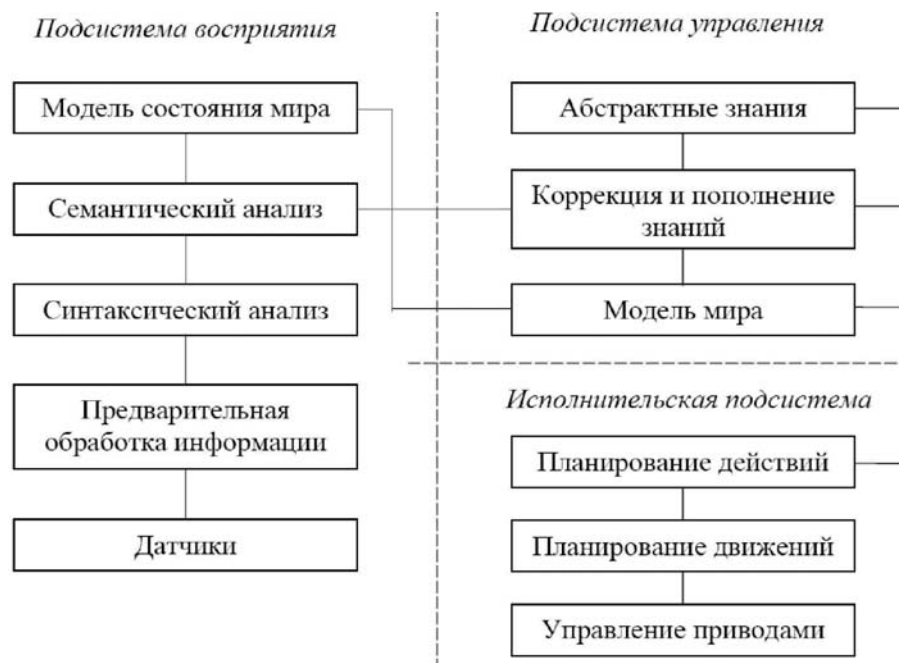 Подсистема восприятия
Модель состояния мира
Семантический анализ
Синтаксический анализ
Предварительная
обработка информации
Датчики
Подсистема управления
Абстрактные знания
Коррекция и пополнение
знаний
Модель мира
Исполнительская подсистема
Планирование действий
Планирование движений
Управление приводами